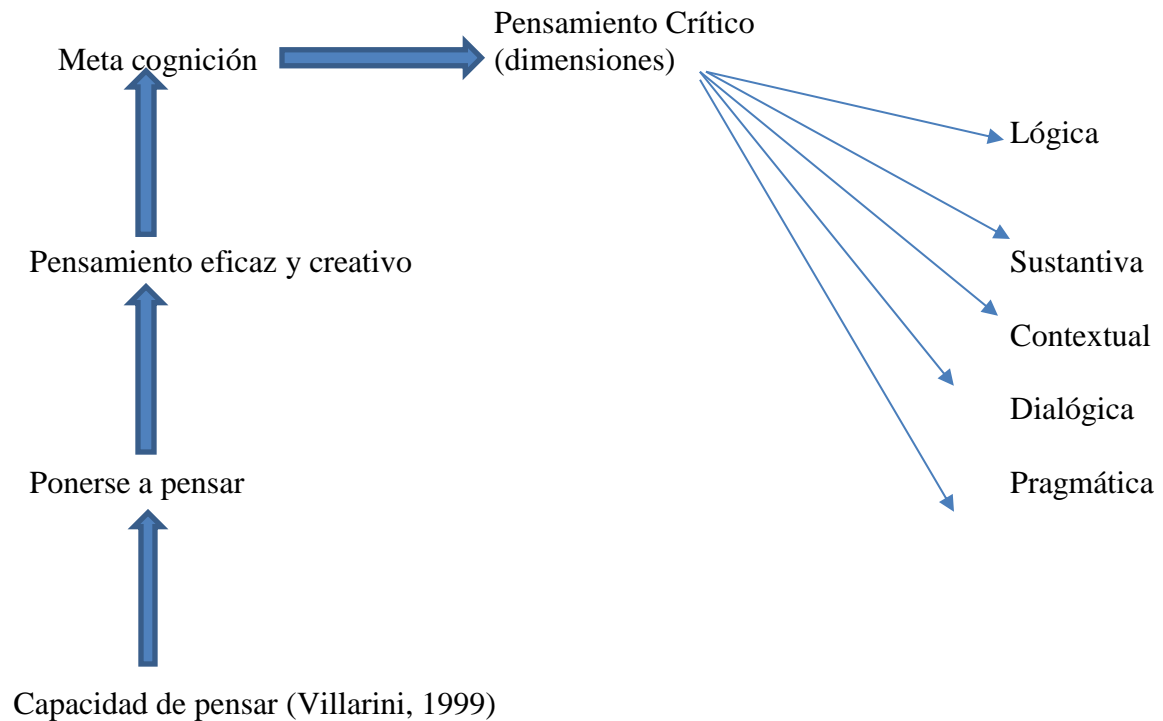 Pensamiento Crítico
(dimensiones)
Meta cognición
Lógica
Pensamiento eficaz y creativo
Sustantiva
Contextual
Dialógica
Ponerse a pensar
Pragmática
Capacidad de pensar (Villarini, 1999)